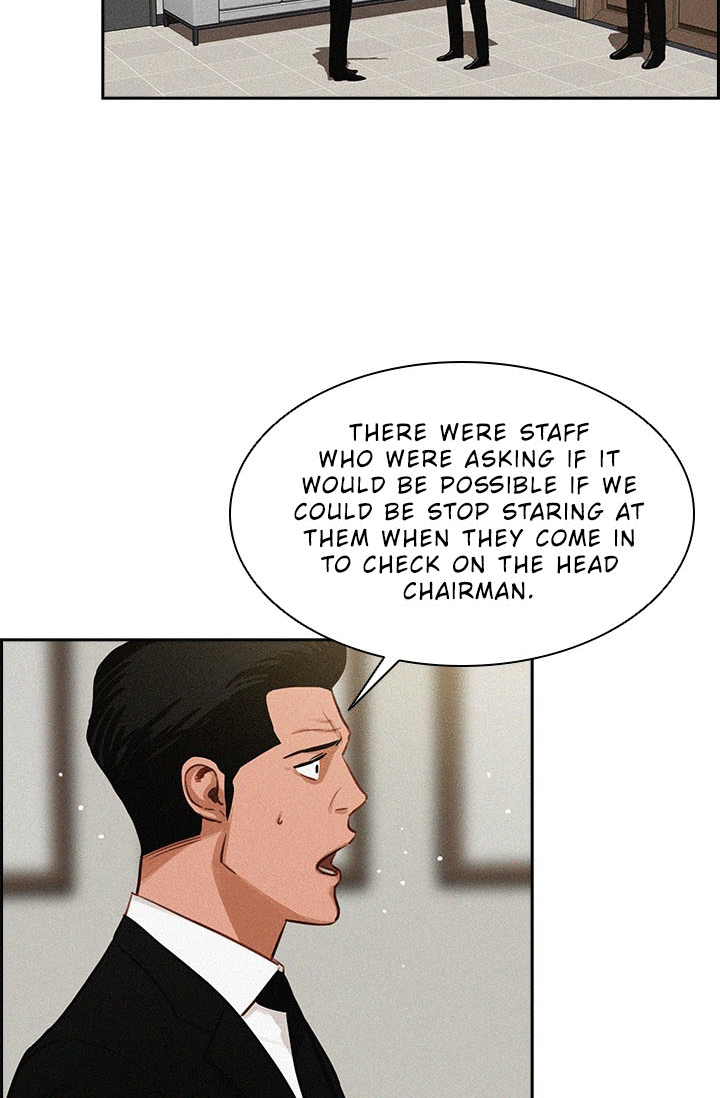 THERE WERE STAFF
WHO WERE ASKING IF IT
WOULD BE POSSIBLE IF WE
COULD BE STOP STARING AT
THEM WHEN THEY COME IN
TO CHECK ON THE HEAD
CHAIRMAN.